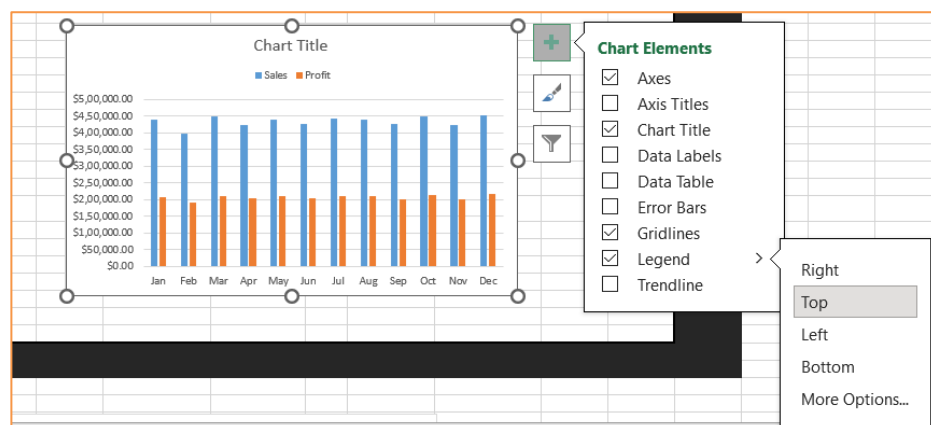 Chart Title
Sales Profit
$5,00,000.00
$4,50,000.00
$4,00,000.00
$3,50,000.00
$3,00,000.00
$2,50,000.00
$2,00,000.00
$1,50,000.00
$1,00,000.00
$50,000.00
$0.00
Jan Feb Mar Apr May Jun Jul Aug Sep Oct Nov Dec
Chart Elements
Axes
Axis Titles
Chart Title
Data Labels
Data Table
Error Bars
Gridlines
Legend
Trendline
Right
Top
Left
Bottom
More Options...